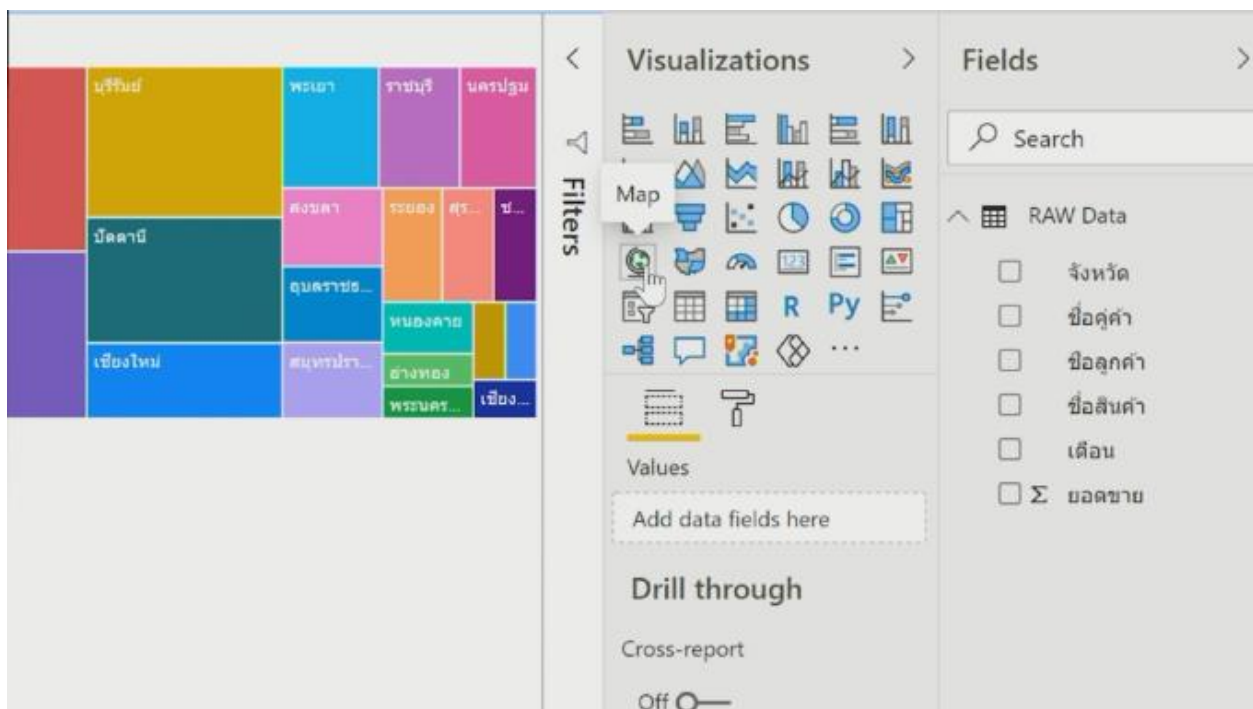 บุรีรัมย์
พะเยา
ราชบุรี
นครปฐม
สงขลา
ระยอง
สุร...
ช...
ปัตตานี
อุบลราชธ...
หนองคาย
เชียงใหม่
สมุทรปรา...
อ่างทอง
พระนคร...
เชียง...
Filters
Visualizations
Map
123
R
Py
...
Values
Add data fields here
Drill through
Cross-report
Off
Fields
Search
RAW Data
จังหวัด
ชื่อคู่ค้า
ชื่อลูกค้า
ชื่อสินค้า
เดือน
Σ ยอดขาย